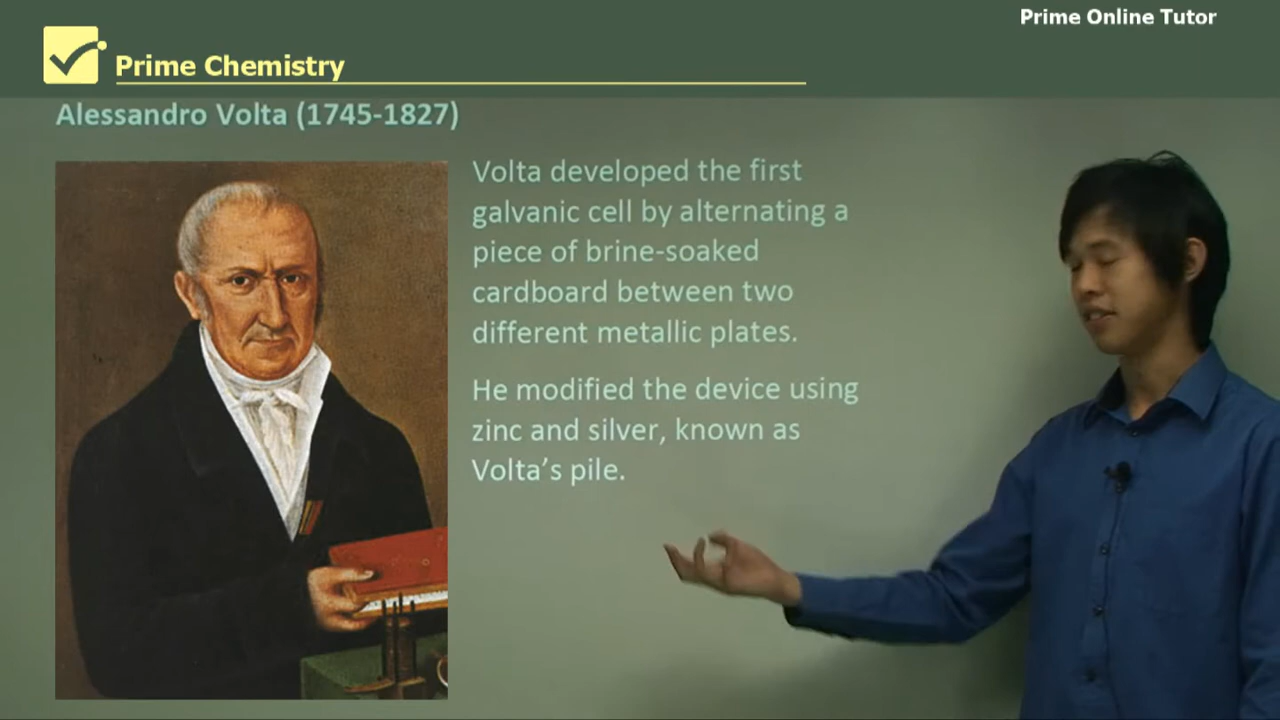 Prime Online Tutor
Prime Chemistry
Alessandro Volta (1745-1827)
Volta developed the first
galvanic cell by alternating a
piece of brine-soaked
cardboard between two
different metallic plates.
He modified the device using
zinc and silver, known as
Volta’s pile.